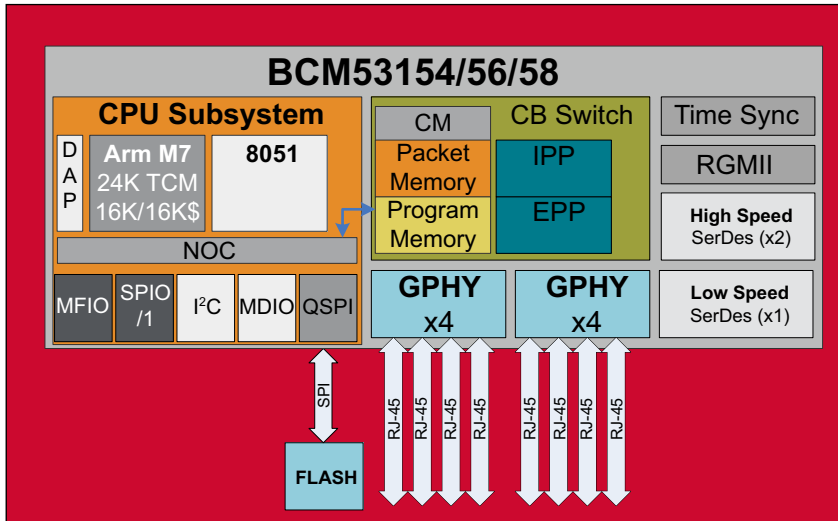 BCM53154/56/58
CPU Subsystem
D
A
P
Arm M7
24K TCM
16K/16K$
8051
NOC
MFIO
SPIO
/1
I²C
MDIO
QSPI
CM
Packet
Memory
Program
Memory
CB Switch
IPP
EPP
GPHY
x4
GPHY
x4
Time Sync
RGMII
High Speed
SerDes (x2)
Low Speed
SerDes (x1)
SPI
FLASH
RJ-45
RJ-45
RJ-45
RJ-45
RJ-45
RJ-45
RJ-45
RJ-45